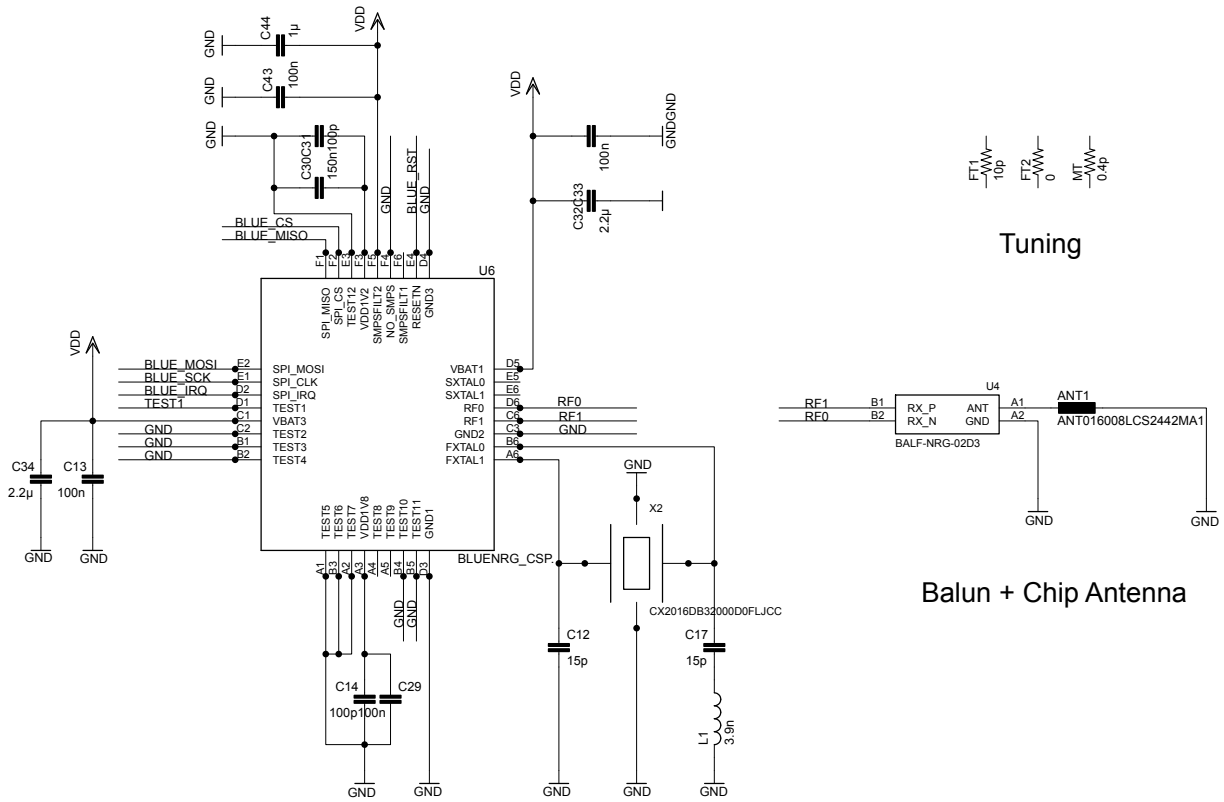 C44
1µ
VDD
GND
C43
100n
GND
VDD
GND
C30C31
150n100p
GND
BLUE_RST
GND
100n
GNDGND
C32C33
2.2µ
FT1
10p
FT2
0
MT
0.4p
Tuning
BLUE_CS
BLUE_MISO
F1
F2
E3
F3
F5
F4
F6
E4
D4
U6
SPI_MISO
SPI_CS
TEST12
VDD1V2
SMPSFILT2
NO_SMPS
SMPSFILT1
RESETN
GND3
VDD
BLUE_MOSI
E2
SPI_MOSI
VBAT1
D5
BLUE_SCK
E1
SPI_CLK
SXTAL0
E5
BLUE_IRQ
D2
SPI_IRQ
SXTAL1
E6
TEST1
D1
TEST1
RF0
D6
RF0
C1
VBAT3
RF1
C6
RF1
GND
C2
TEST2
GND2
C3
GND
GND
B1
TEST3
FXTAL0
B6
GND
B2
TEST4
FXTAL1
A6
C34
2.2µ
C13
100n
GND
GND
TEST5
TEST6
TEST7
VDD1V8
TEST8
TEST9
TEST10
TEST11
GND1
BLUENRG_CSP.
A1
B3
A2
A3
A4
A5
B4
B5
D3
GND
GND
GND
X2
CX2016DB32000D0FLJCC
C12
15p
C17
15p
C14
C29
100p100n
L1
3.9n
GND
GND
GND
GND
GND
U4
RF1
B1
RX_P
ANT
A1
RF0
B2
RX_N
GND
A2
BALF-NRG-02D3
ANT1
ANT016008LCS2442MA1
GND
GND
Balun + Chip Antenna